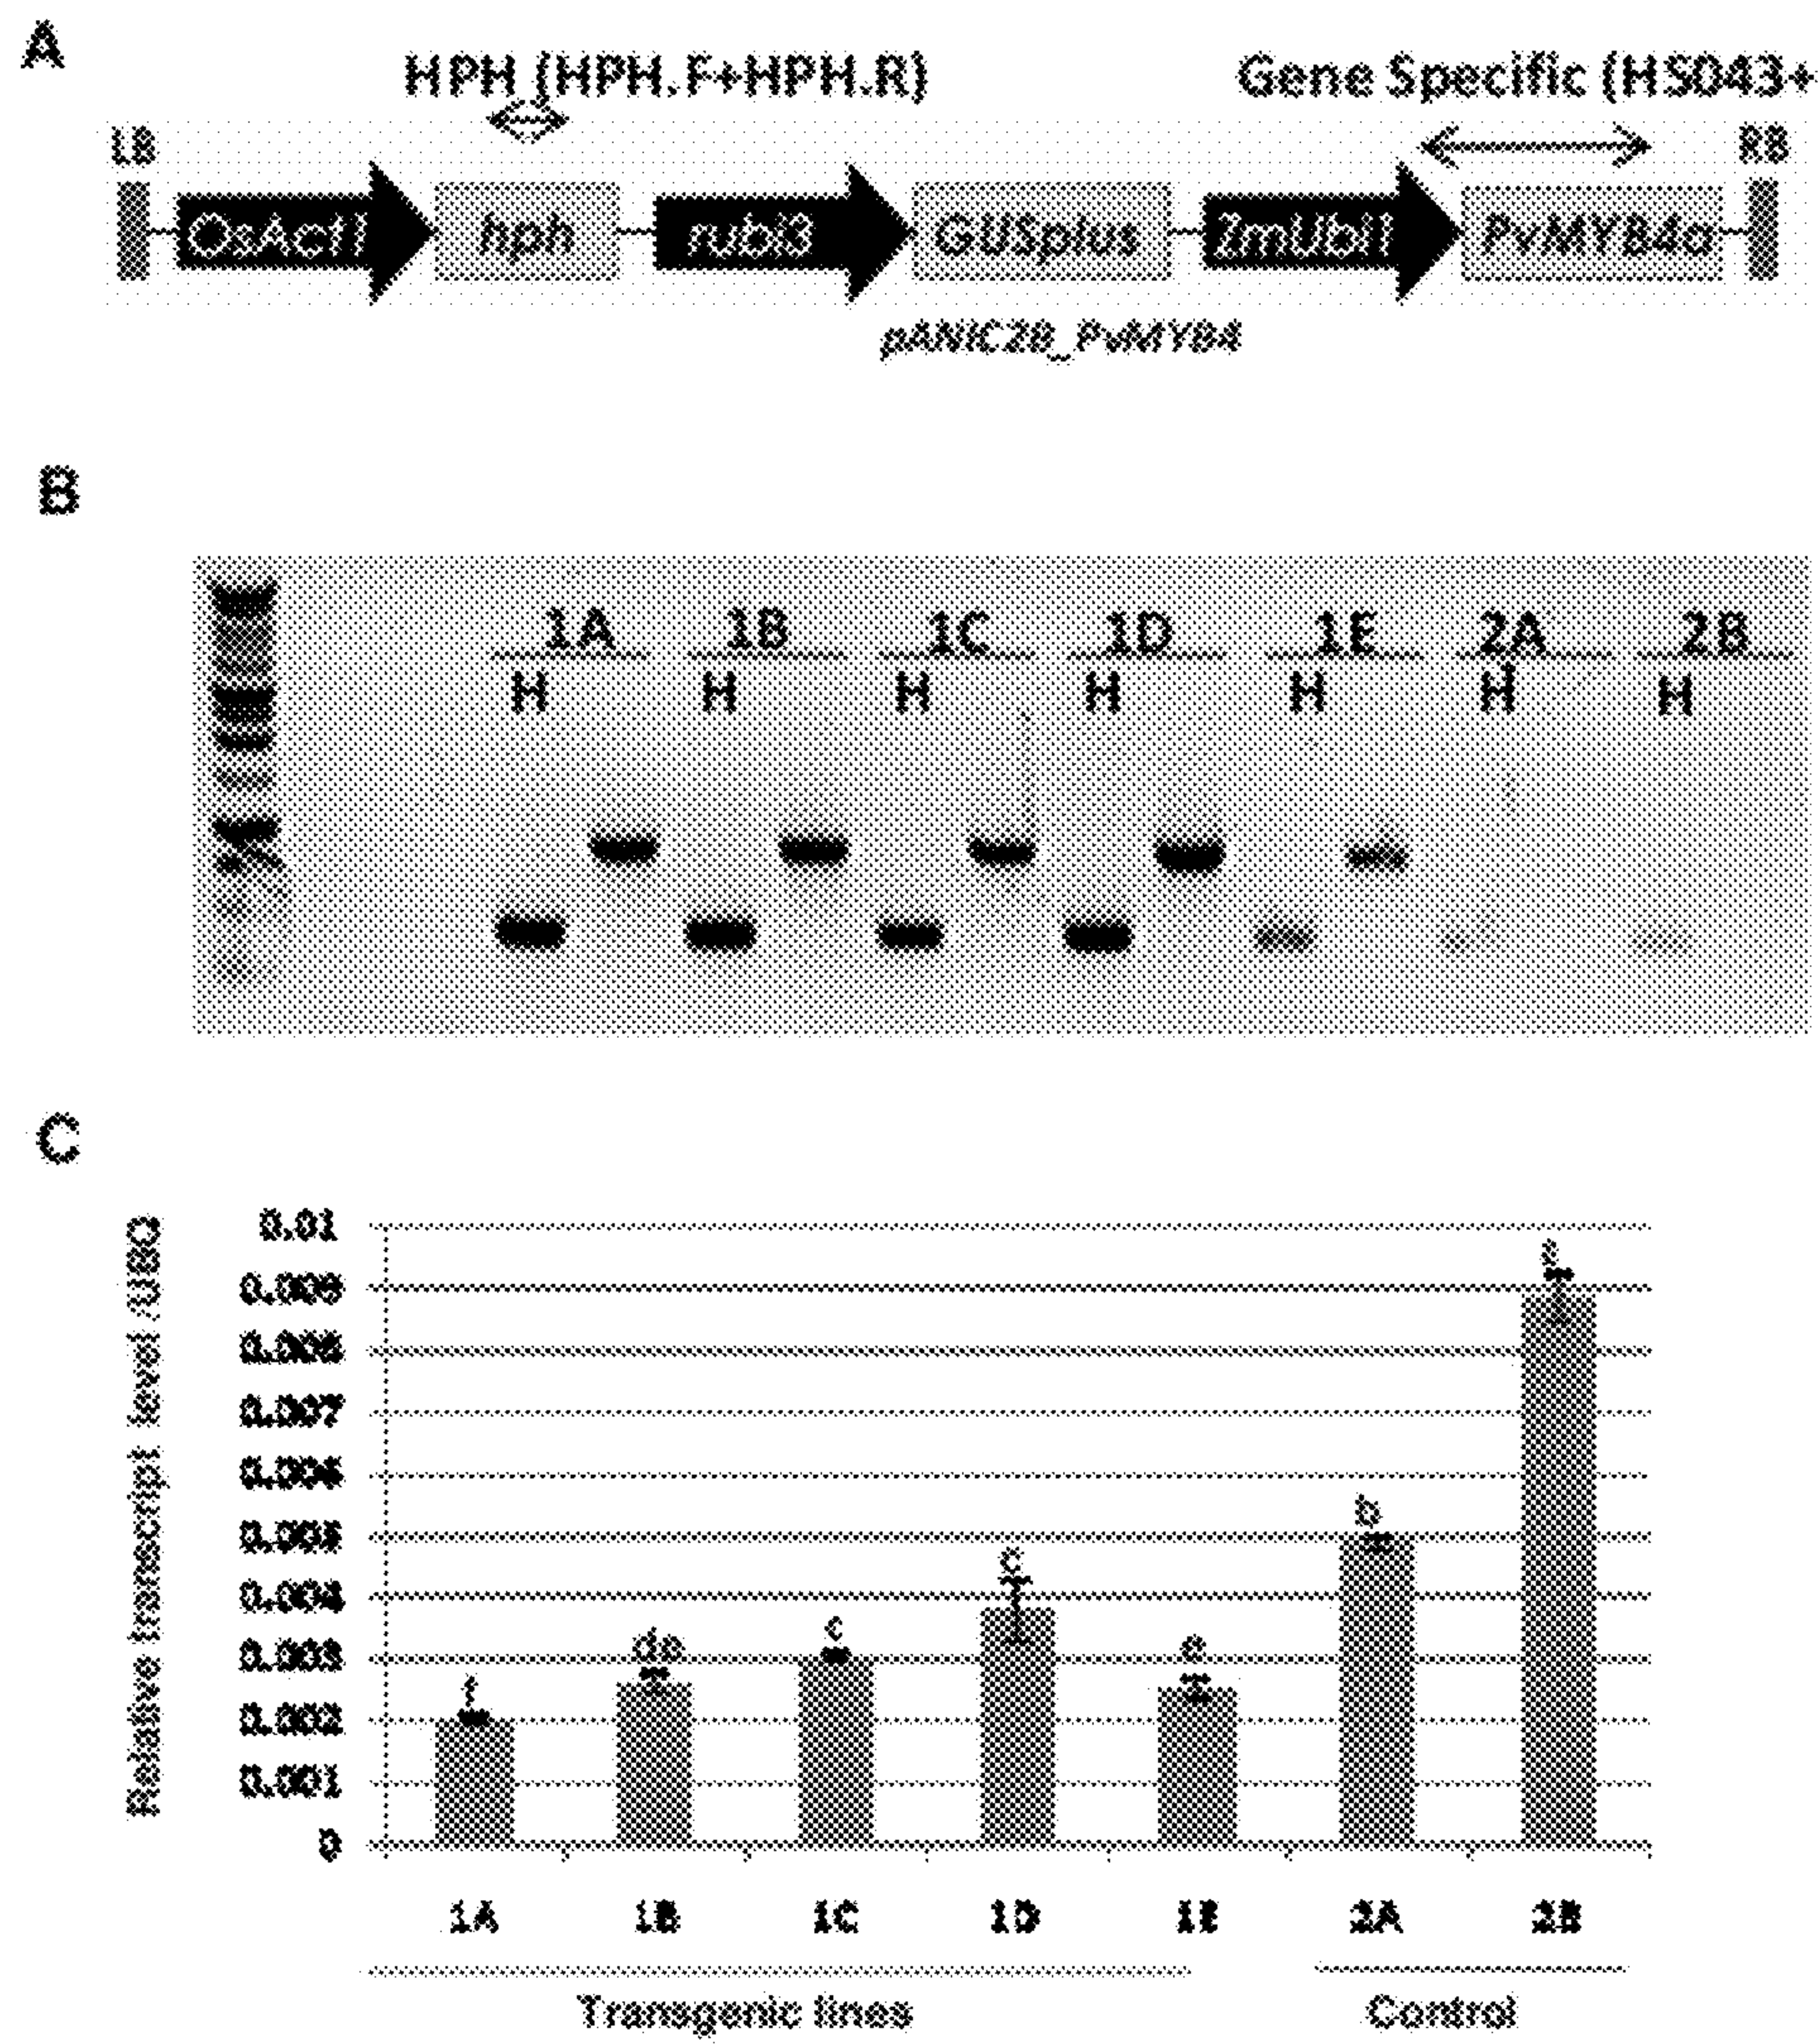 A
HPH (HPH.F+HPH.R) Gene Specific (HS043+
LB RB
OsAct1 hph rubi3 GUSplus ZmUbi1 PvMYB4a
pANIC2B_PvMYB4
B
1A 1B 1C 1D 1E 2A 2B
H H H H H H H
C
Relative transcript level /UBQ
0.01
0.009
0.008
0.007
0.006
0.005
0.004
0.003
0.002
0.001
0
f de c c e b
1A 1B 1C 1D 1E 2A 2B
Transgenic lines Control